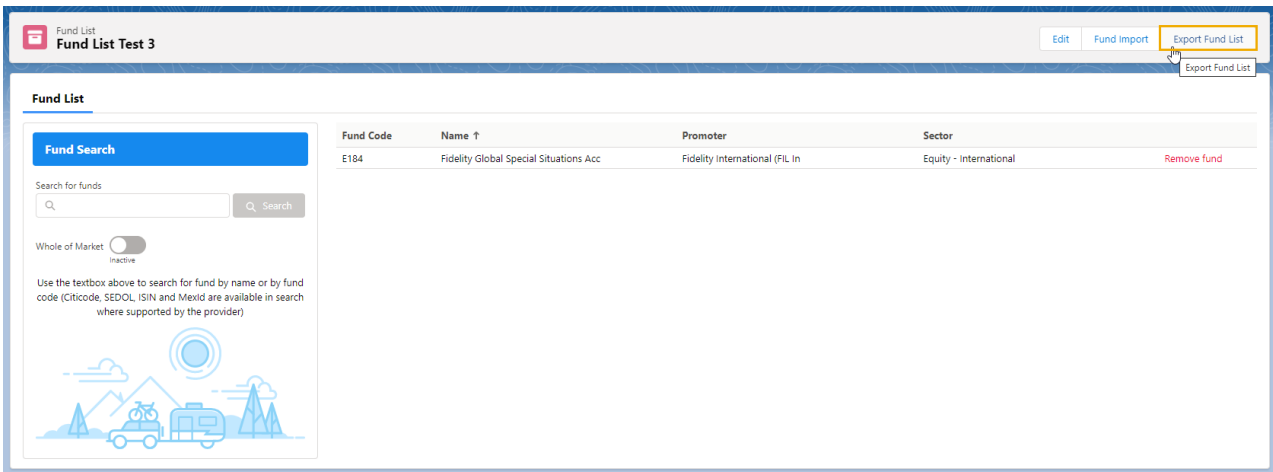 Fund List
Fund List Test 3
Edit
Fund Import
Export Fund List
Export Fund List
Fund List
Fund Search
Search for funds
Search
Whole of Market
Inactive
Use the textbox above to search for fund by name or by fund
code (Citicode, SEDOL, ISIN and MexId are available in search
where supported by the provider)
Fund Code Name ↑ Promoter Sector
E184 Fidelity Global Special Situations Acc Fidelity International (FIL In Equity - International Remove fund